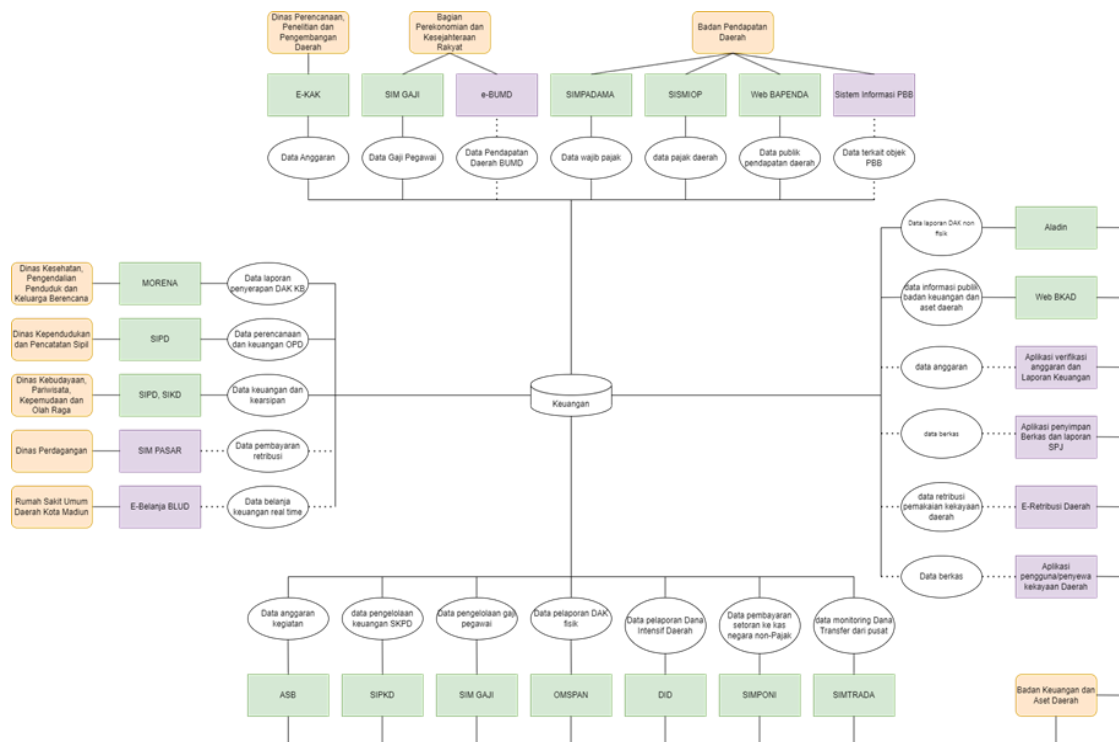 Dinas Perencanaan,
Penelitian dan
Pengembangan
Daerah
Bagian
Perekonomian dan
Kesejahteraan
Rakyat
Badan Pendapatan
Daerah
E-KAK
SIM GAJI
e-BUMD
SIMPADAMA
SISMIOP
Web BAPENDA
Sistem Informasi PBB
Data Anggaran
Data Gaji Pegawai
Data Pendapatan
Daerah BUMD
Data wajib pajak
data pajak daerah
Data publik
pendapatan daerah
Data terkait objek
PBB
Dinas Kesehatan,
Pengendalian
Penduduk dan
Keluarga Berencana
MORENA
Data laporan
penyerapan DAK KB
Dinas Kependudukan
dan Pencatatan Sipil
SIPD
Data perencanaan
dan keuangan OPD
Dinas Kebudayaan,
Pariwisata,
Kepemudaan dan
Olah Raga
SIPD, SIKD
Data keuangan dan
kearsipan
Dinas Perdagangan
SIM PASAR
Data pembayaran
retribusi
Rumah Sakit Umum
Daerah Kota Madiun
E-Belanja BLUD
Data belanja
keuangan real time
Keuangan
Data laporan DAK non
fisik
Aladin
data informasi publik
badan keuangan dan
aset daerah
Web BKAD
data anggaran
Aplikasi verifikasi
anggaran dan
Laporan Keuangan
data berkas
Aplikasi penyimpan
Berkas dan laporan
SPJ
data retribusi
pemakaian kekayaan
daerah
E-Retribusi Daerah
Data berkas
Aplikasi
pengguna/penyewa
kekayaan Daerah
Data anggaran
kegiatan
data pengelolaan
keuangan SKPD
Data pengelolaan gaji
pegawai
Data pelaporan DAK
fisik
Data pelaporan Dana
Intensif Daerah
Data pembayaran
setoran ke kas
negara non-Pajak
data monitoring Dana
Transfer dari pusat
ASB
SIPKD
SIM GAJI
OMSPAN
DID
SIMPONI
SIMTRADA
Badan Keuangan dan
Aset Daerah